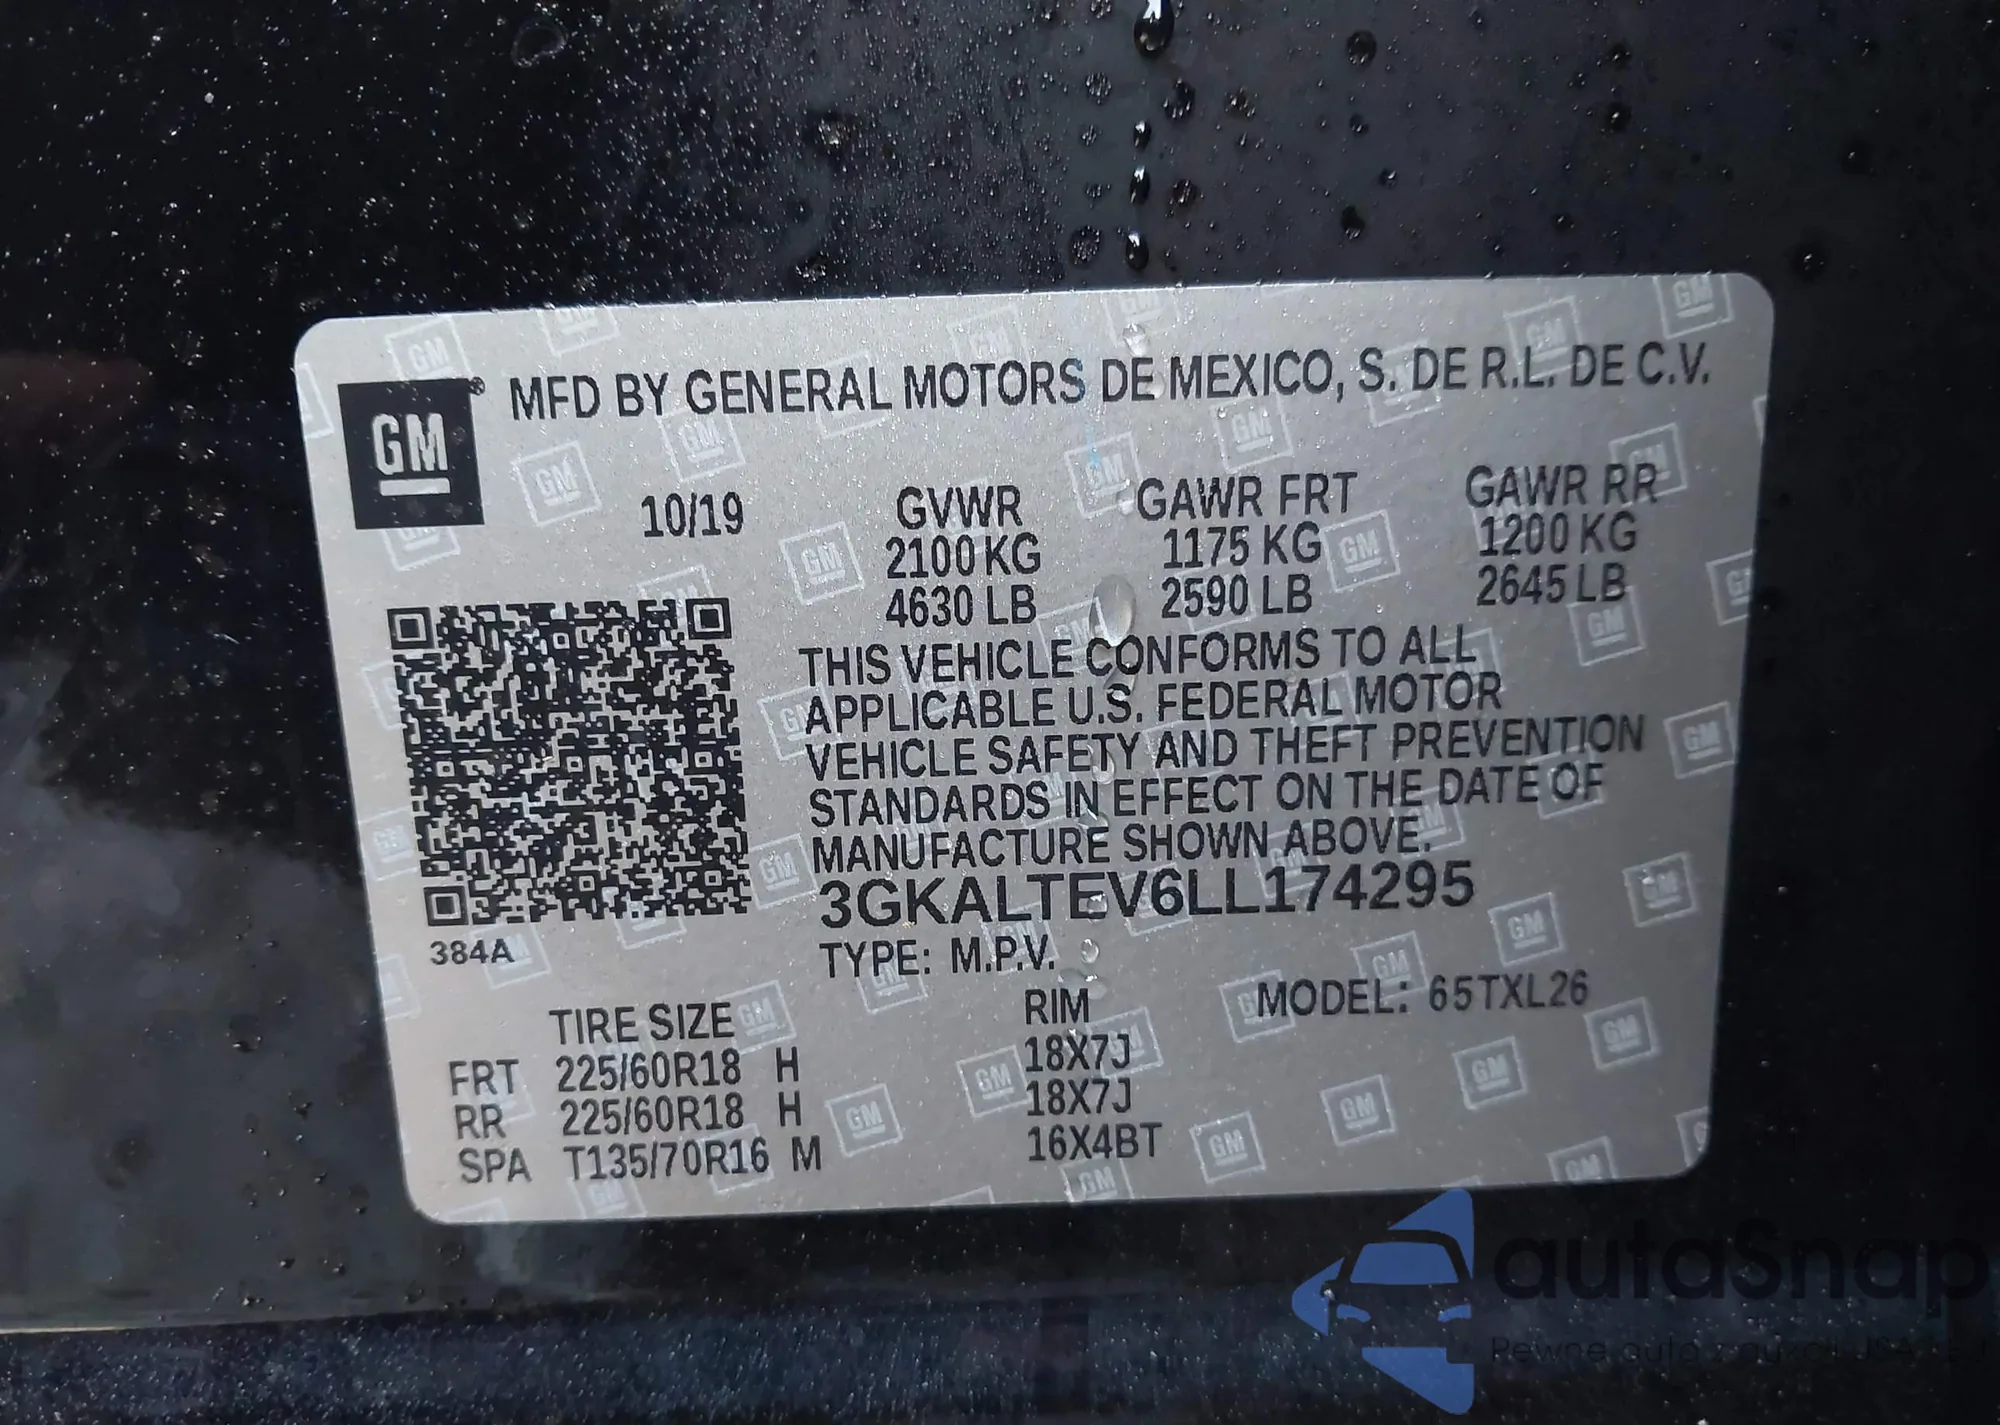 GM® MFD BY GENERAL MOTORS DE MEXICO, S. DE R.L. DE C.V.
10/19 GVWR GAWR FRT GAWR RR
2100 KG 1175 KG 1200 KG
4630 LB 2590 LB 2645 LB
THIS VEHICLE CONFORMS TO ALL
APPLICABLE U.S. FEDERAL MOTOR
VEHICLE SAFETY AND THEFT PREVENTION
STANDARDS IN EFFECT ON THE DATE OF
MANUFACTURE SHOWN ABOVE.
3GKALTEV6LL174295
384A
TYPE: M.P.V.
MODEL: 65TXL26
TIRE SIZE RIM
FRT 225/60R18 H 18X7J
RR 225/60R18 H 18X7J
SPA T135/70R16 M 16X4BT
autaSnap
Pewne auto z